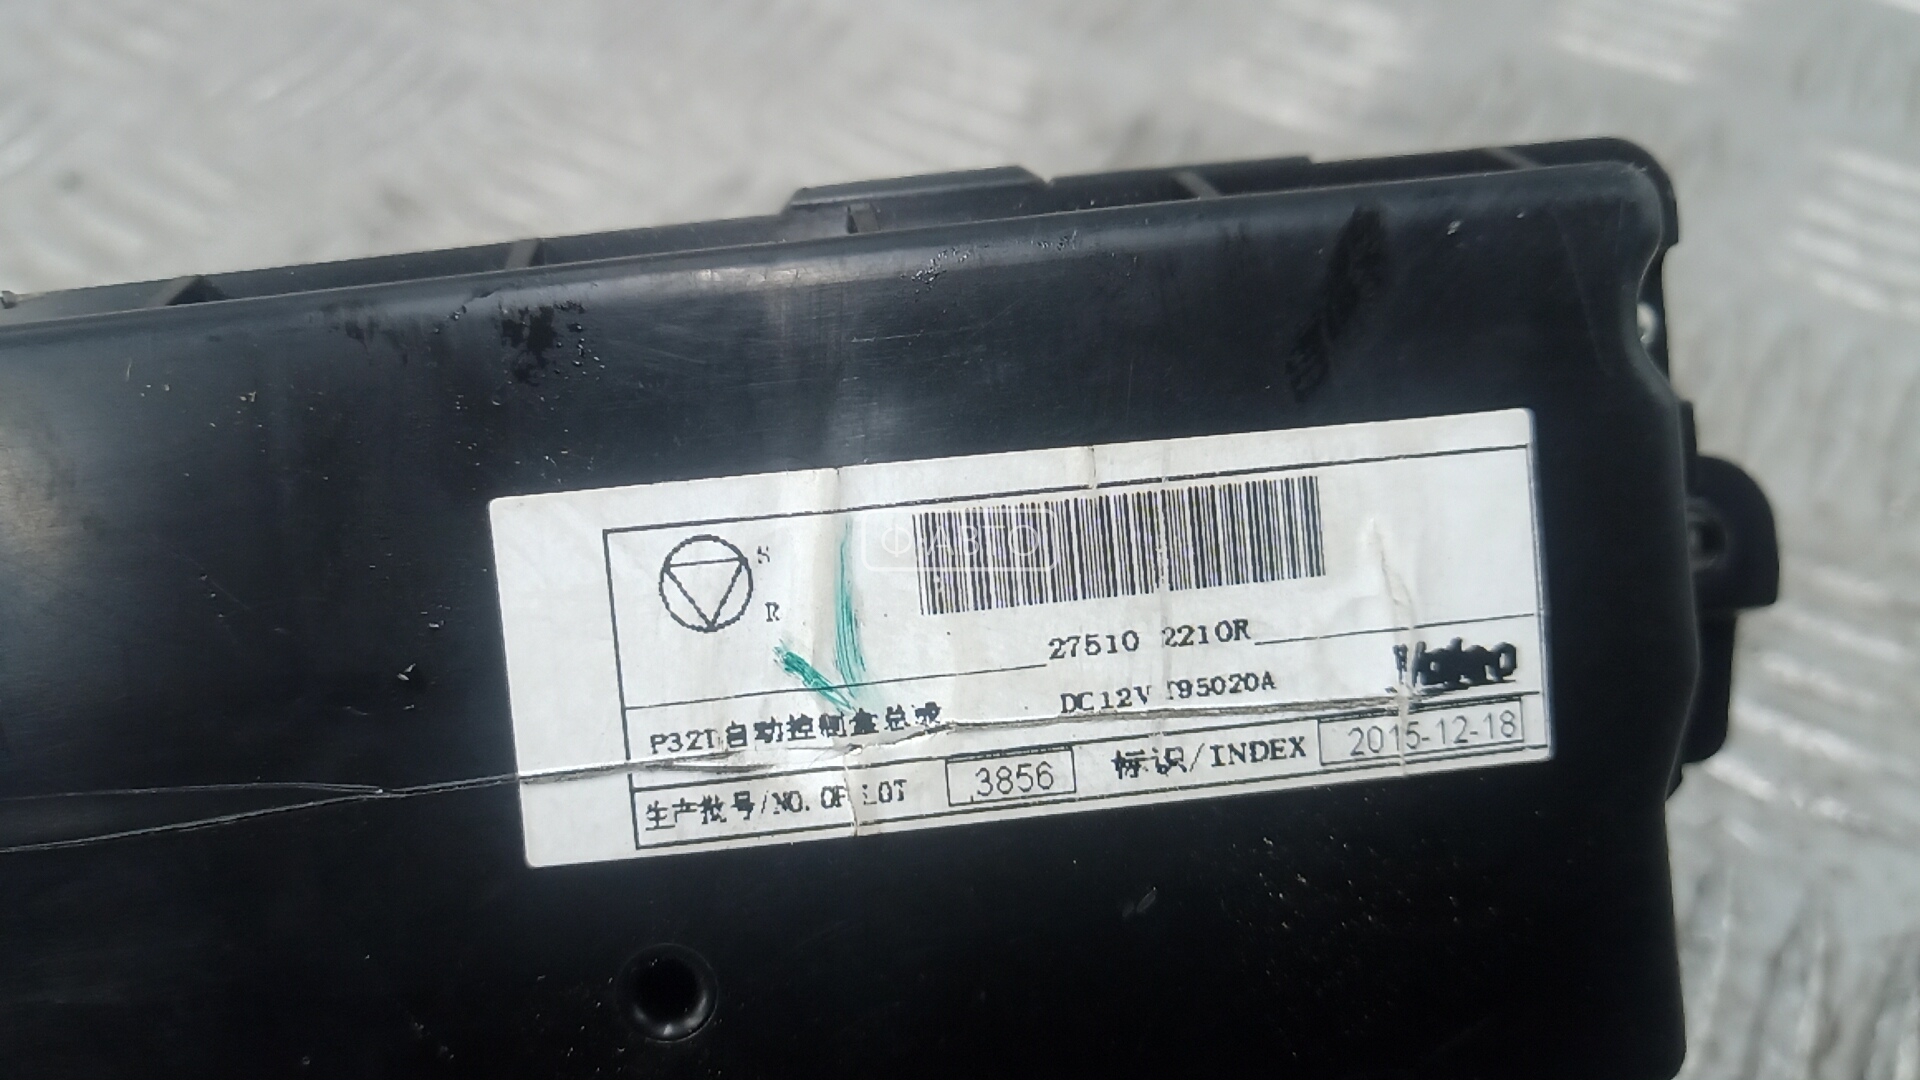 S
R
Ф-АВТО
27510 2210R
Valeo
P32T自动控制盒总成
DC12V T95020A
生产批号/NO. OF LOT
3856
标识/INDEX
2015-12-18